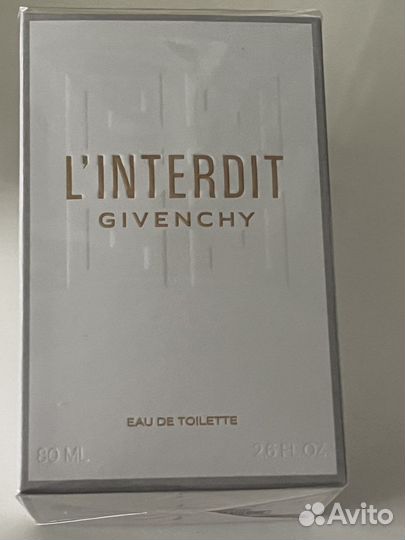 L'INTERDIT
GIVENCHY
EAU DE TOILETTE
80 ML 2.6 FL OZ
Avito